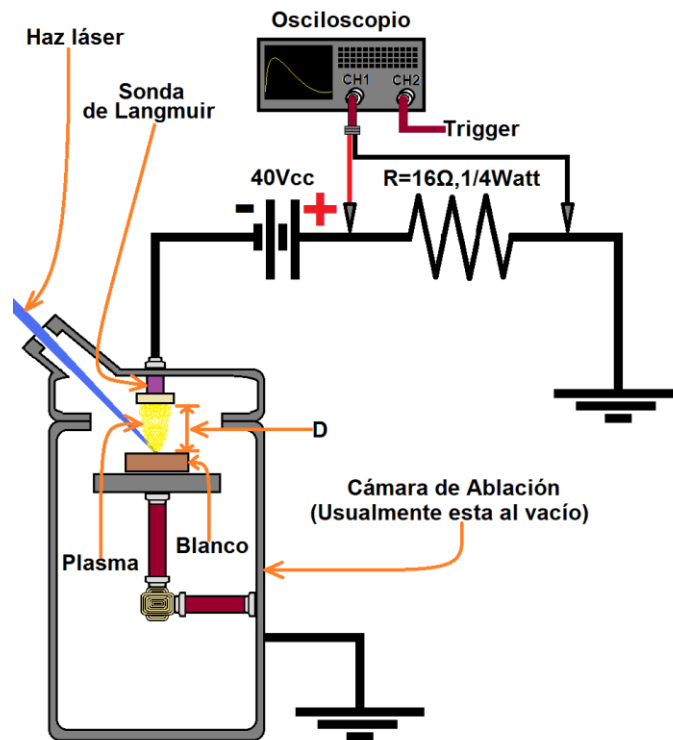 Osciloscopio
Haz láser
Sonda
de Langmuir
CH1
CH2
Trigger
40Vcc
R=16Ω,1/4Watt
-
+
D
Cámara de Ablación
(Usualmente esta al vacío)
Blanco
Plasma